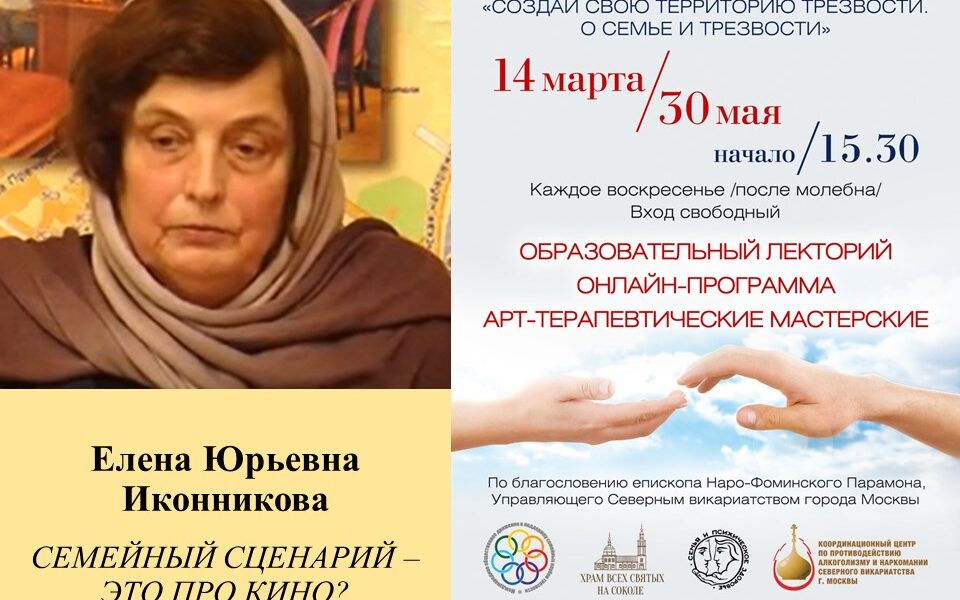 Елена Юрьевна
Иконникова
СЕМЕЙНЫЙ СЦЕНАРИЙ –
ЭТО ПРО КИНО?
«СОЗДАЙ СВОЮ ТЕРРИТОРИЮ ТРЕЗВОСТИ.
О СЕМЬЕ И ТРЕЗВОСТИ»
14 марта/
30 мая
начало/15.30
Каждое воскресенье /после молебна/
Вход свободный
ОБРАЗОВАТЕЛЬНЫЙ ЛЕКТОРИЙ
ОНЛАЙН-ПРОГРАММА
АРТ-ТЕРАПЕВТИЧЕСКИЕ МАСТЕРСКИЕ
По благословению епископа Наро-Фоминского Парамона,
Управляющего Северным викариатством города Москвы
ХРАМ ВСЕХ СВЯТЫХ
НА СОКОЛЕ
СЕМЬЯ И ПСИХИЧЕСКОЕ ЗДОРОВЬЕ
КООРДИНАЦИОННЫЙ ЦЕНТР
ПО ПРОТИВОДЕЙСТВИЮ
АЛКОГОЛИЗМУ И НАРКОМАНИИ
СЕВЕРНОГО ВИКАРИАТСТВА
Г. МОСКВЫ